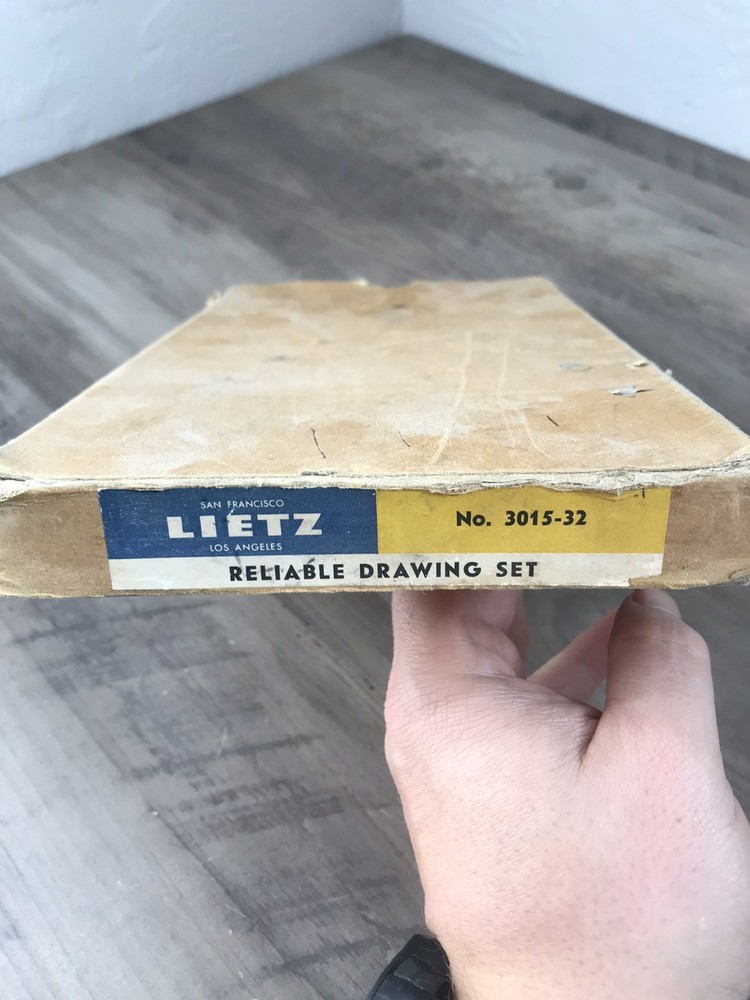 SAN FRANCISCO
LIETZ
LOS ANGELES
No. 3015-32
RELIABLE DRAWING SET